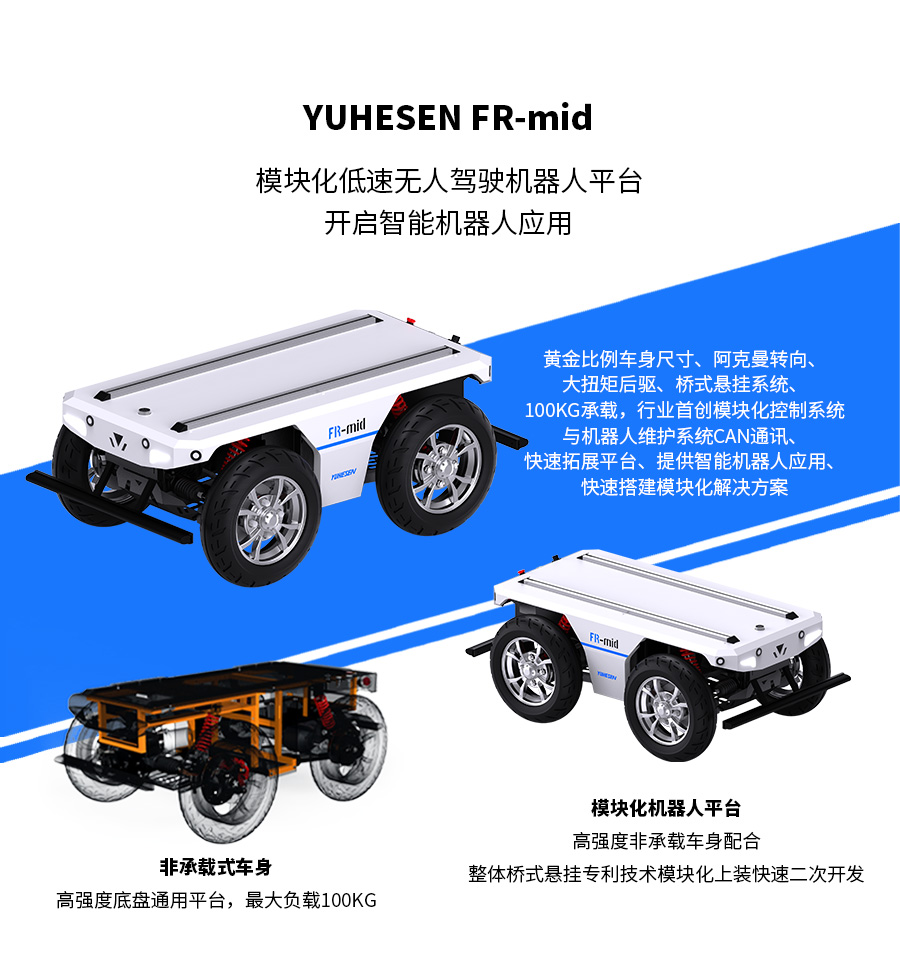 YUHESEN FR-mid
模块化低速无人驾驶机器人平台
开启智能机器人应用
黄金比例车身尺寸、阿克曼转向、
大扭矩后驱、桥式悬挂系统、
100KG承载，行业首创模块化控制系统
与机器人维护系统CAN通讯、
快速拓展平台、提供智能机器人应用、
快速搭建模块化解决方案
FR-mid
YUHESEN
FR-mid
YUHESEN
模块化机器人平台
高强度非承载车身配合
整体桥式悬挂专利技术模块化上装快速二次开发
非承载式车身
高强度底盘通用平台，最大负载100KG